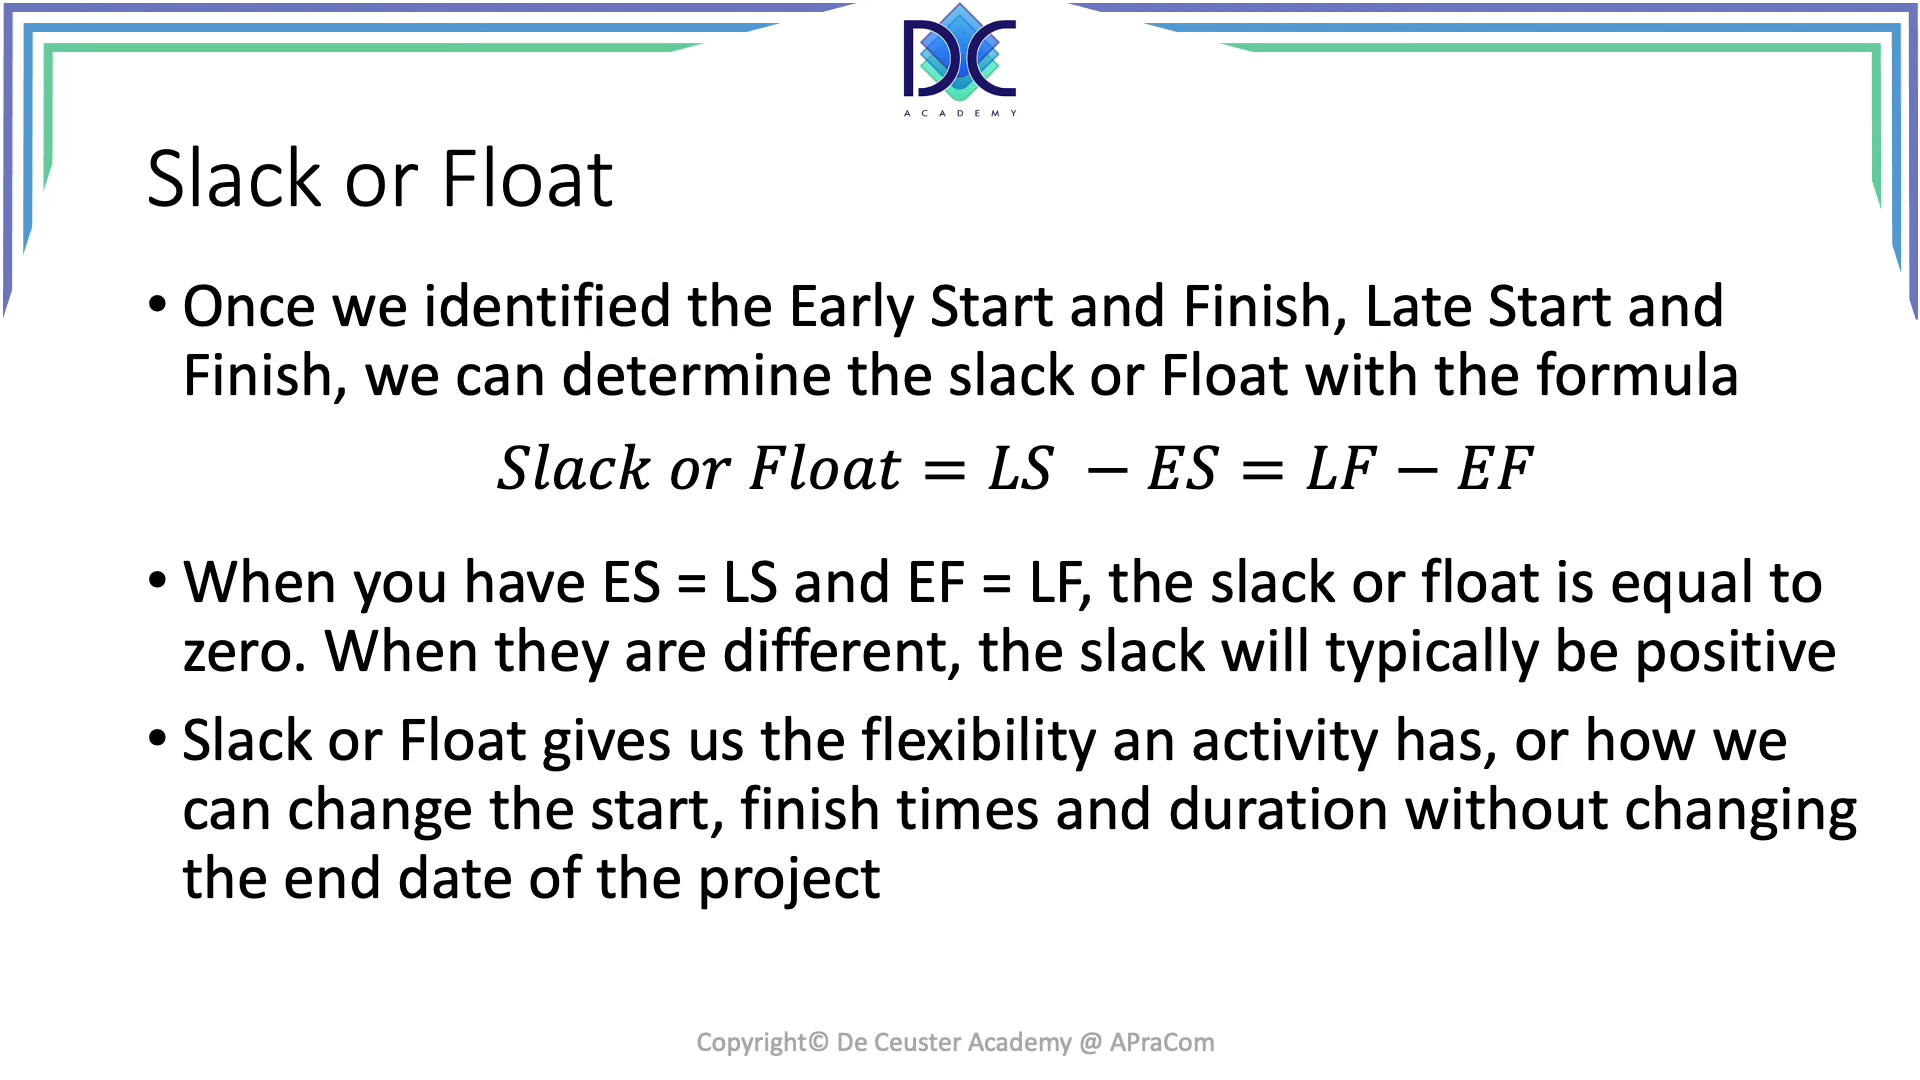 DC
ACADEMY
Slack or Float
• Once we identified the Early Start and Finish, Late Start and
Finish, we can determine the slack or Float with the formula
Slack or Float = LS − ES = LF − EF
• When you have ES = LS and EF = LF, the slack or float is equal to
zero. When they are different, the slack will typically be positive
• Slack or Float gives us the flexibility an activity has, or how we
can change the start, finish times and duration without changing
the end date of the project
Copyright© De Ceuster Academy @ APraCom